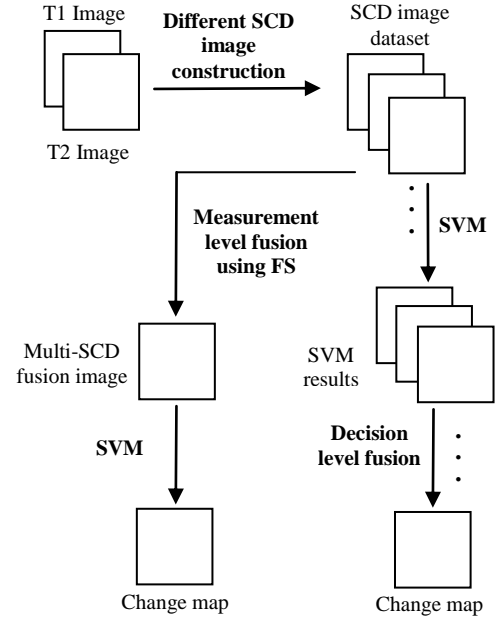 T1 Image
T2 Image
Different SCD
image
construction
SCD image
dataset
Measurement
level fusion
using FS
SVM
Multi-SCD
fusion image
SVM
results
SVM
Decision
level fusion
Change map
Change map